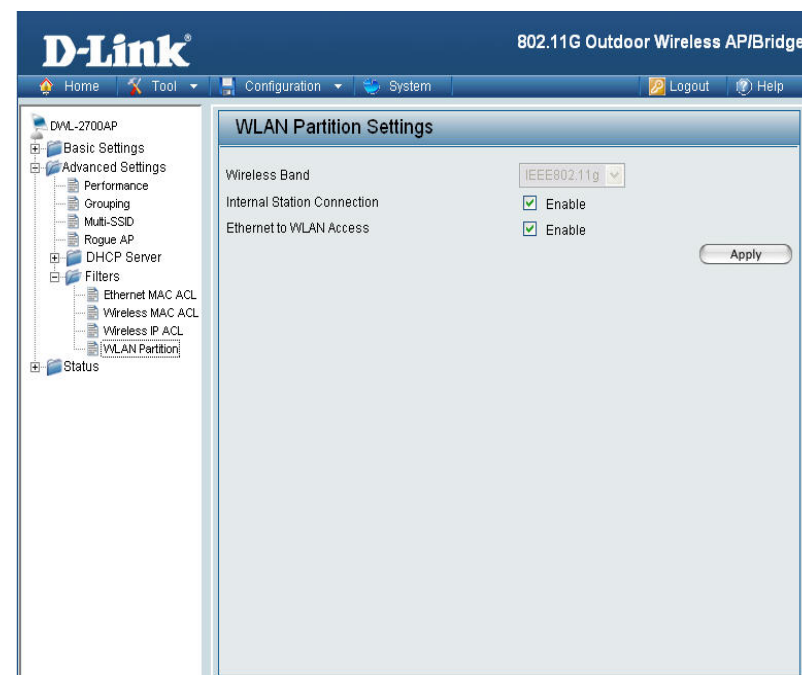 D-Link®
802.11G Outdoor Wireless AP/Bridge
Home Tool Configuration System Logout Help
DWL-2700AP
Basic Settings
Advanced Settings
Performance
Grouping
Multi-SSID
Rogue AP
DHCP Server
Filters
Ethernet MAC ACL
Wireless MAC ACL
Wireless IP ACL
WLAN Partition
Status
WLAN Partition Settings
Wireless Band IEEE802.11g
Internal Station Connection Enable
Ethernet to WLAN Access Enable
Apply